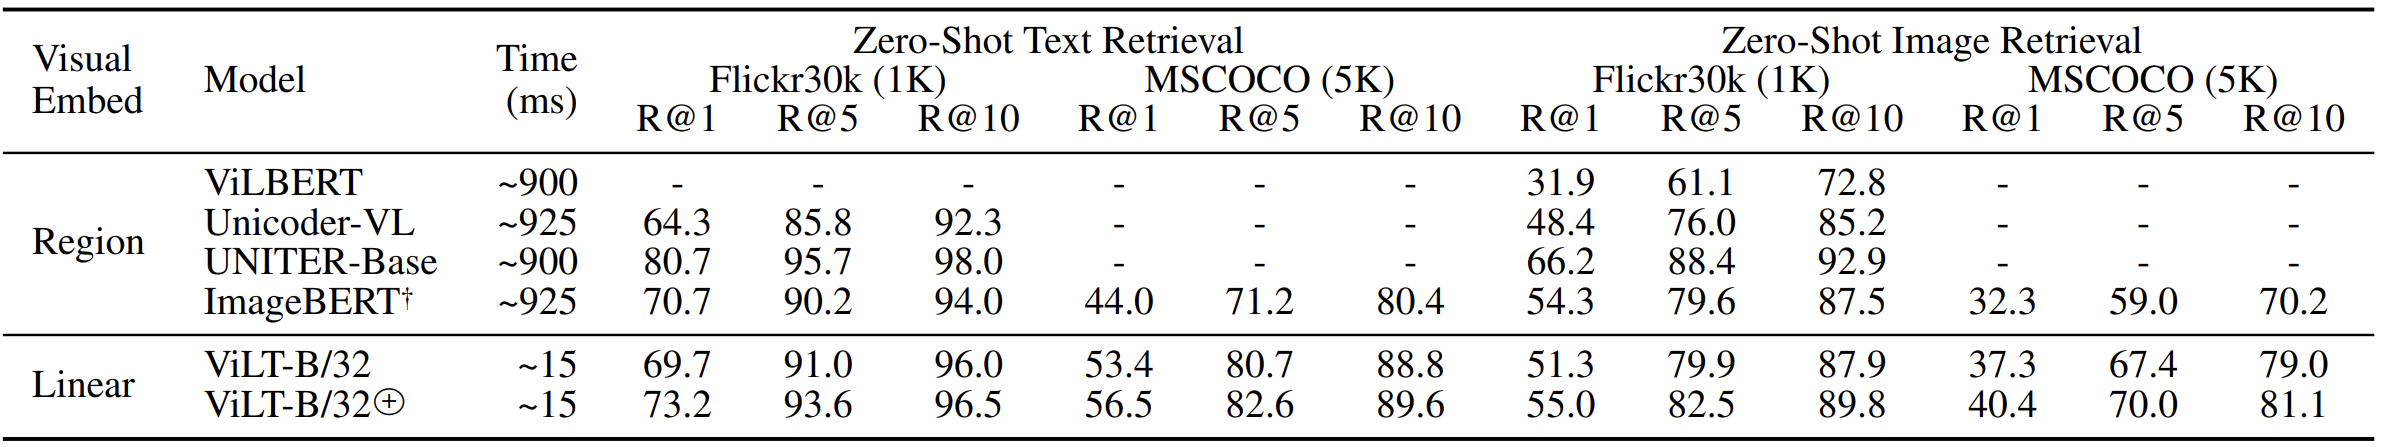 Zero-Shot Text Retrieval Zero-Shot Image Retrieval
Visual Embed Model Time (ms) Flickr30k (1K) MSCOCO (5K) Flickr30k (1K) MSCOCO (5K)
R@1 R@5 R@10 R@1 R@5 R@10 R@1 R@5 R@10 R@1 R@5 R@10
Region
ViLBERT ~900 - - - - - - 31.9 61.1 72.8 - - -
Unicoder-VL ~925 64.3 85.8 92.3 - - - 48.4 76.0 85.2 - - -
UNITER-Base ~900 80.7 95.7 98.0 - - - 66.2 88.4 92.9 - - -
ImageBERT† ~925 70.7 90.2 94.0 44.0 71.2 80.4 54.3 79.6 87.5 32.3 59.0 70.2
Linear
ViLT-B/32 ~15 69.7 91.0 96.0 53.4 80.7 88.8 51.3 79.9 87.9 37.3 67.4 79.0
ViLT-B/32⊕ ~15 73.2 93.6 96.5 56.5 82.6 89.6 55.0 82.5 89.8 40.4 70.0 81.1